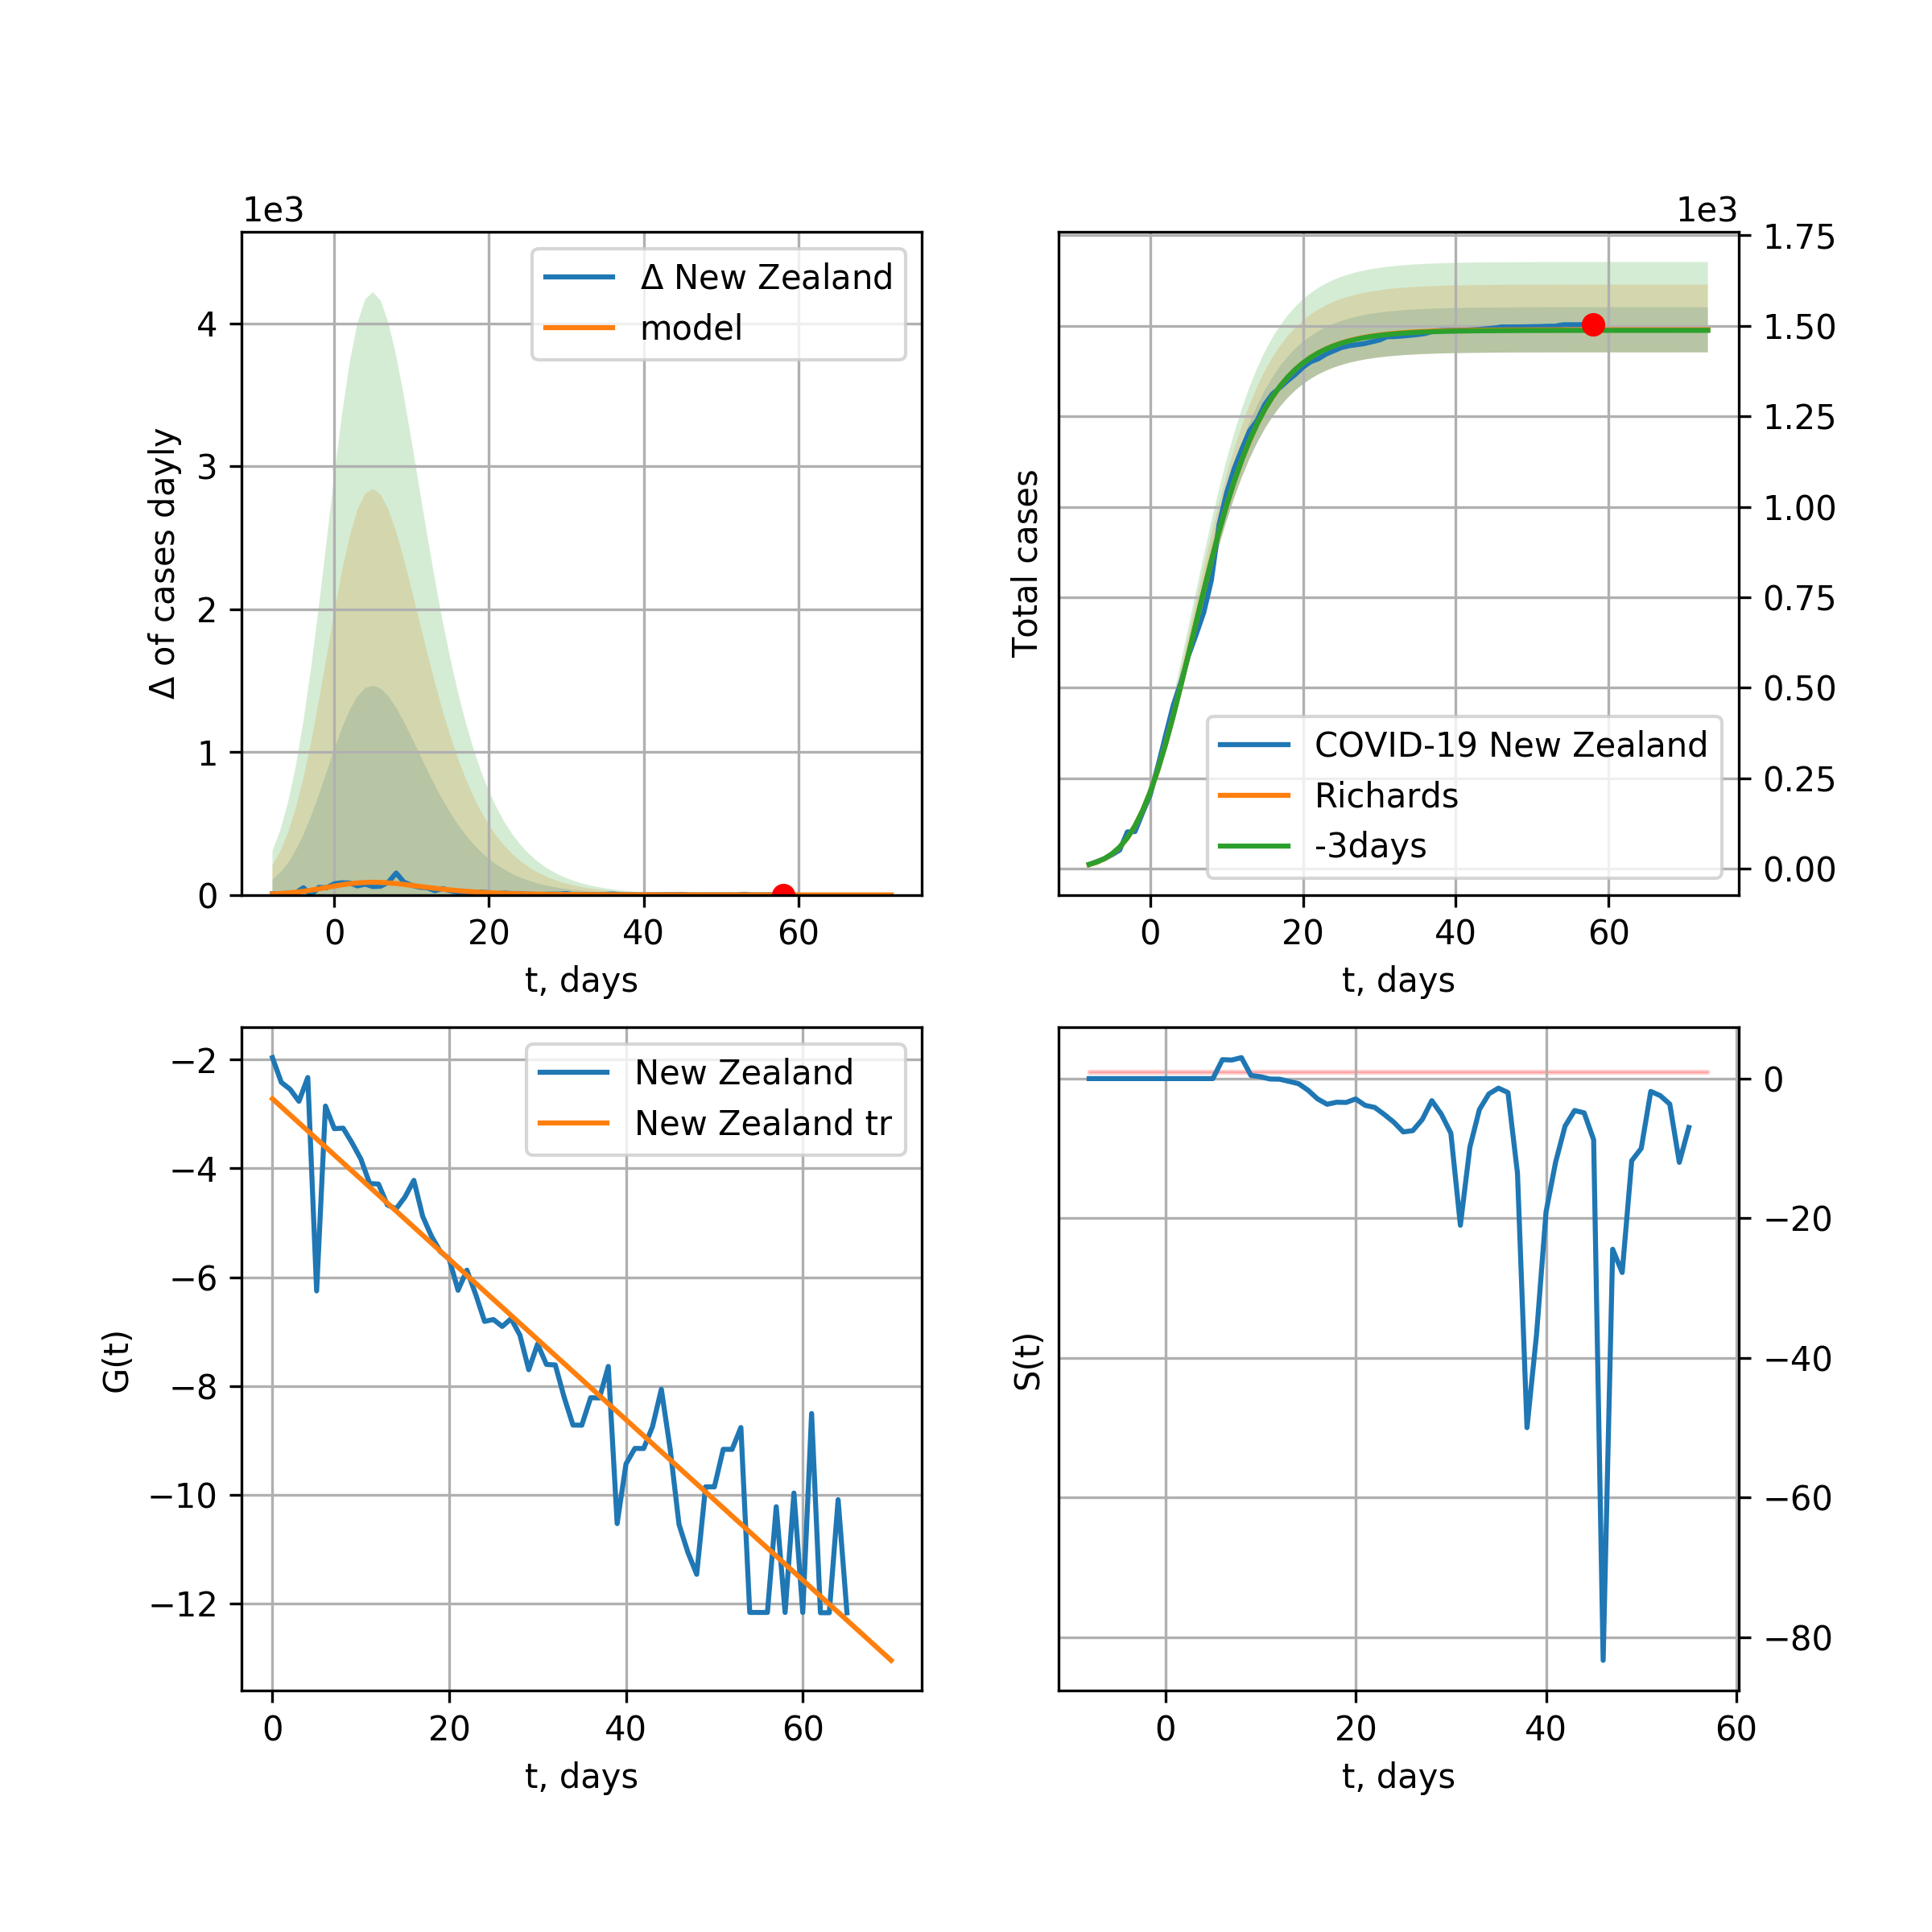 1e3
Δ of cases dayly
4
3
2
1
0
Δ New Zealand
model
0 20 40 60
t, days
1e3
Total cases
1.75
1.50
1.25
1.00
0.75
0.50
0.25
0.00
COVID-19 New Zealand
Richards
-3days
0 20 40 60
t, days
G(t)
−2
−4
−6
−8
−10
−12
New Zealand
New Zealand tr
0 20 40 60
t, days
S(t)
0
−20
−40
−60
−80
0 20 40 60
t, days